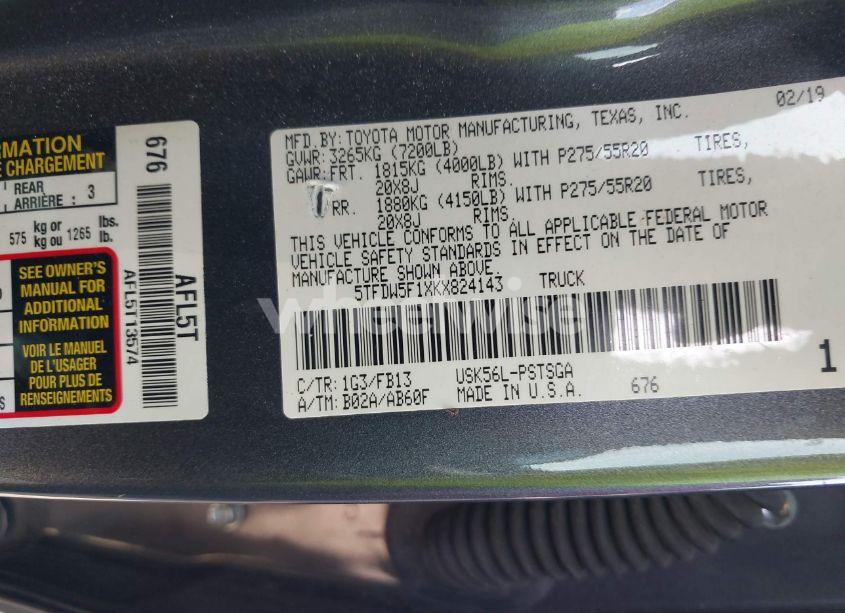 RMATION
E CHARGEMENT
REAR
ARRIÈRE : 3
575 kg or
kg ou 1265 lbs.
lb.
SEE OWNER'S
MANUAL FOR
ADDITIONAL
INFORMATION
VOIR LE MANUEL
DE L'USAGER
POUR PLUS DE
RENSEIGNEMENTS
676
AFL5T
AFL5T13574
02/19
MFD.BY: TOYOTA MOTOR MANUFACTURING, TEXAS, INC.
GVWR: 3265KG (7200LB)
GAWR: FRT. 1815KG (4000LB) WITH P275/55R20 TIRES,
20X8J RIMS.
RR. 1880KG (4150LB) WITH P275/55R20 TIRES,
20X8J RIMS.
THIS VEHICLE CONFORMS TO ALL APPLICABLE FEDERAL MOTOR
VEHICLE SAFETY STANDARDS IN EFFECT ON THE DATE OF
MANUFACTURE SHOWN ABOVE.
5TFDW5F1XKX824143 TRUCK
C/TR: 1G3/FB13 USK56L-PSTSGA
A/TM: B02A/AB60F MADE IN U.S.A. 676
1
wheelwise